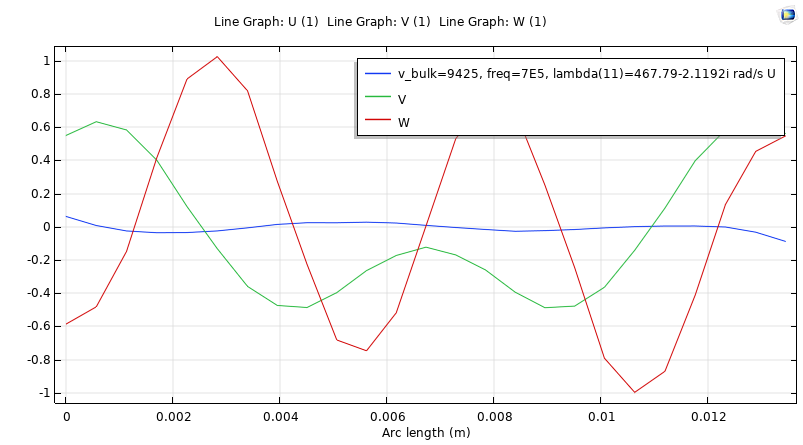 Line Graph: U (1) Line Graph: V (1) Line Graph: W (1)
v_bulk=9425, freq=7E5, lambda(11)=467.79-2.1192i rad/s U
V
W
1
0.8
0.6
0.4
0.2
0
-0.2
-0.4
-0.6
-0.8
-1
0 0.002 0.004 0.006 0.008 0.01 0.012
Arc length (m)